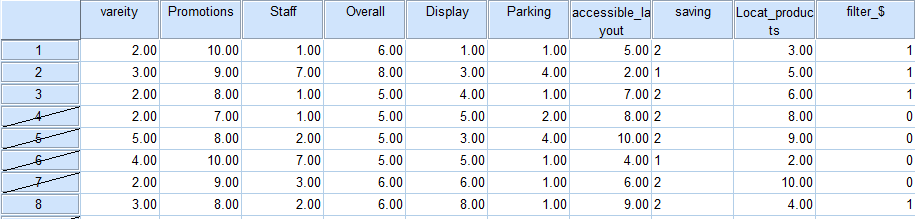 vareity Promotions Staff Overall Display Parking accessible_la saving Locat_produc filter_$
yout ts
1 2.00 10.00 1.00 6.00 1.00 1.00 5.00 2 3.00 1
2 3.00 9.00 7.00 8.00 3.00 4.00 2.00 1 5.00 1
3 2.00 8.00 1.00 5.00 4.00 1.00 7.00 2 6.00 1
4 2.00 7.00 1.00 5.00 5.00 2.00 8.00 2 8.00 0
5 5.00 8.00 2.00 5.00 3.00 4.00 10.00 2 9.00 0
6 4.00 10.00 7.00 5.00 5.00 1.00 4.00 1 2.00 0
7 2.00 9.00 3.00 6.00 6.00 1.00 6.00 2 10.00 0
8 3.00 8.00 2.00 6.00 8.00 1.00 9.00 2 4.00 1